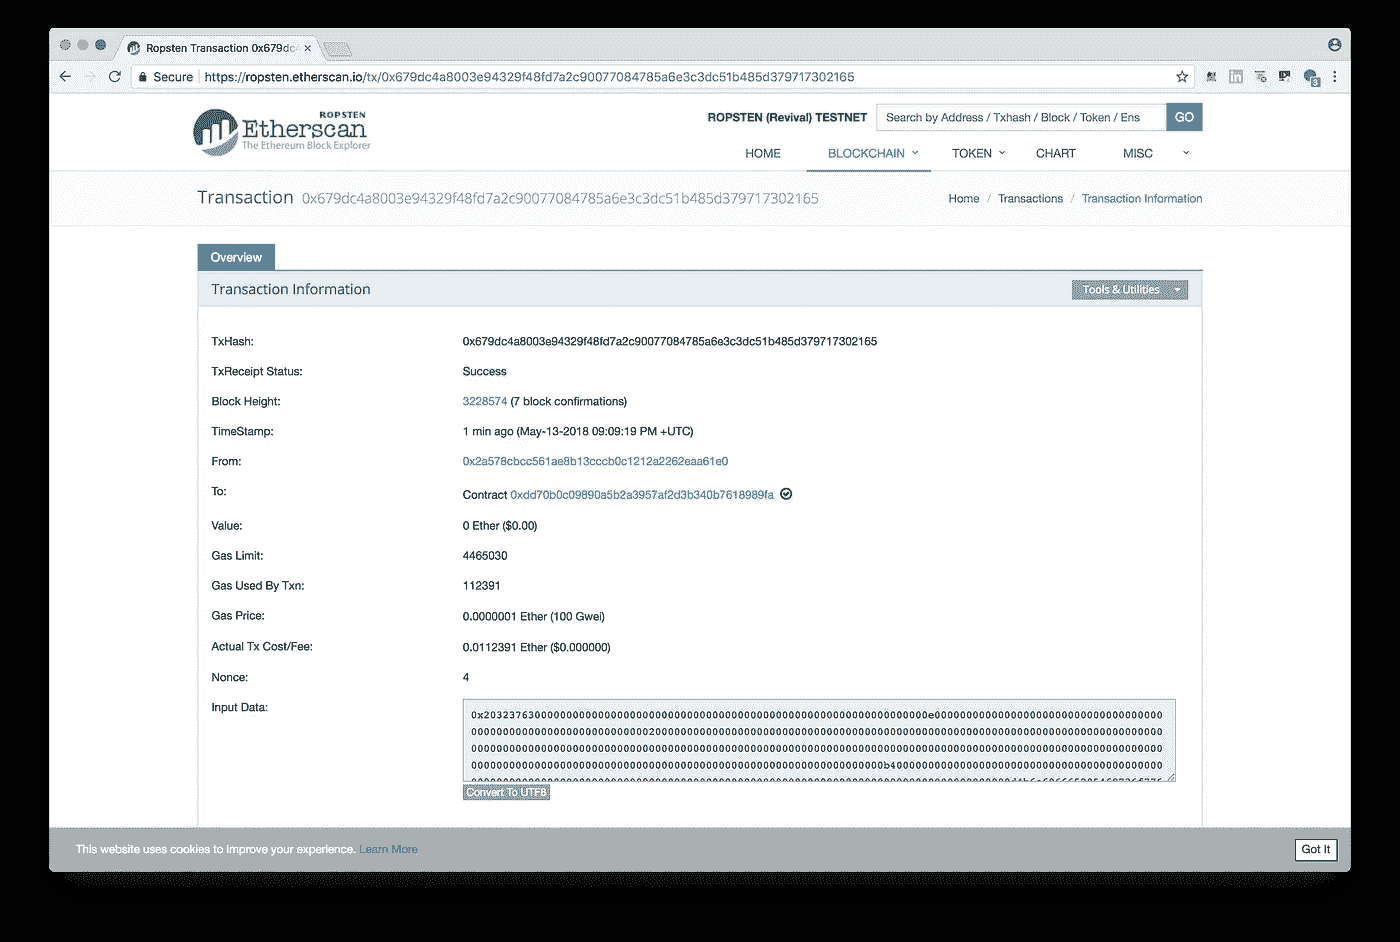 Ropsten Transaction 0x679dc
Secure https://ropsten.etherscan.io/tx/0x679dc4a8003e94329f48fd7a2c90077084785a6e3c3dc51b485d379717302165
ROPSTEN
Etherscan
The Ethereum Block Explorer
ROPSTEN (Revival) TESTNET Search by Address / Txhash / Block / Token / Ens GO
HOME BLOCKCHAIN TOKEN CHART MISC
Transaction 0x679dc4a8003e94329f48fd7a2c90077084785a6e3c3dc51b485d379717302165 Home / Transactions / Transaction Information
Overview
Transaction Information Tools & Utilities
TxHash: 0x679dc4a8003e94329f48fd7a2c90077084785a6e3c3dc51b485d379717302165
TxReceipt Status: Success
Block Height: 3228574 (7 block confirmations)
TimeStamp: 1 min ago (May-13-2018 09:09:19 PM +UTC)
From: 0x2a578cbcc561ae8b13cccb0c1212a2262eaa61e0
To: Contract 0xdd70b0c09890a5b2a3957af2d3b340b7618989fa
Value: 0 Ether ($0.00)
Gas Limit: 4465030
Gas Used By Txn: 112391
Gas Price: 0.0000001 Ether (100 Gwei)
Actual Tx Cost/Fee: 0.0112391 Ether ($0.000000)
Nonce: 4
Input Data:
Convert To UTF8
This website uses cookies to improve your experience. Learn More Got It